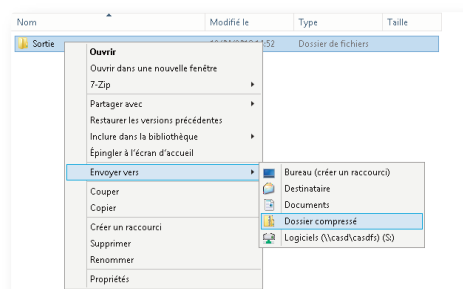 Nom Modifié le Type Taille
Sortie Dossier de fichiers
Ouvrir
Ouvrir dans une nouvelle fenêtre
7-Zip
Partager avec
Restaurer les versions précédentes
Inclure dans la bibliothèque
Épingler à l'écran d'accueil
Envoyer vers
Bureau (créer un raccourci)
Destinataire
Documents
Dossier compressé
Logiciels (\\casd\casdfs) (S:)
Couper
Copier
Créer un raccourci
Supprimer
Renommer
Propriétés